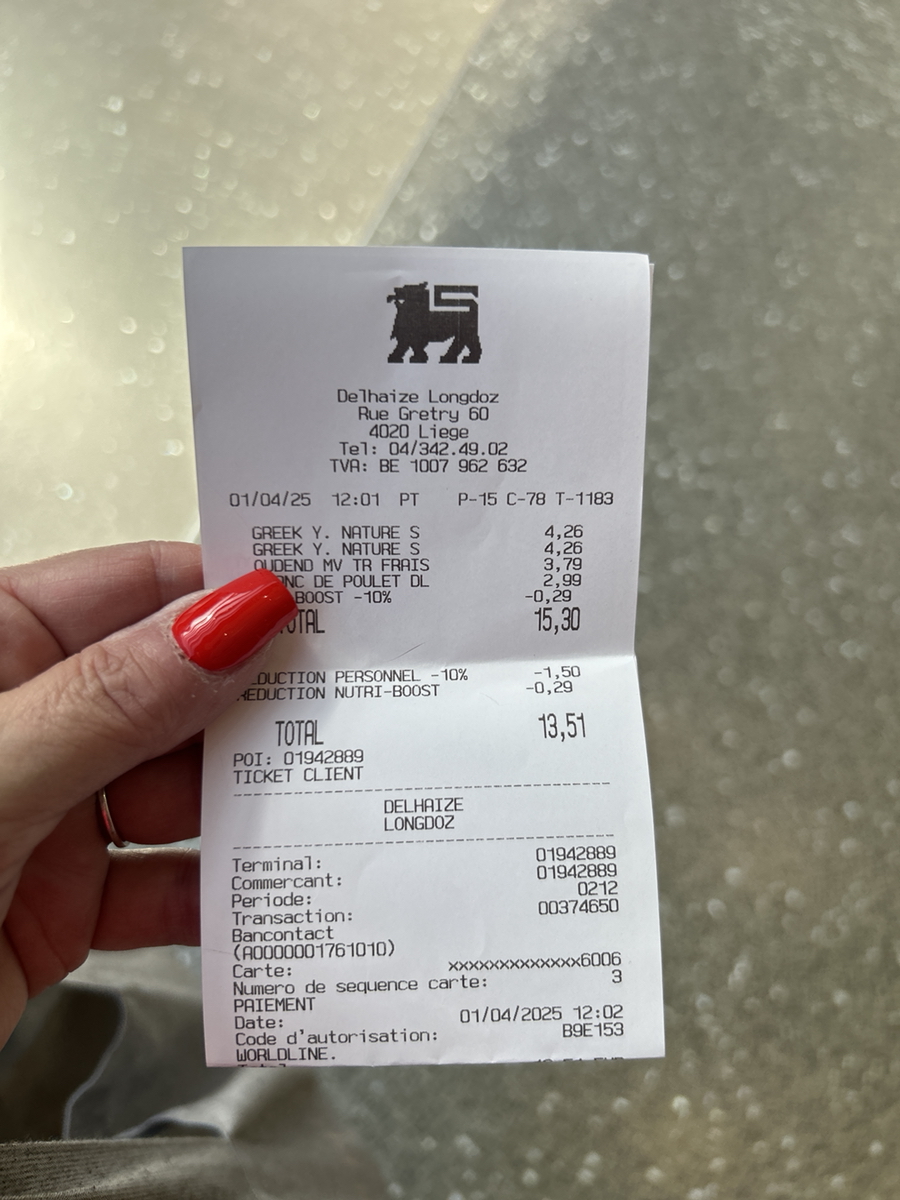 Delhaize Longdoz
Rue Gretry 60
4020 Liege
Tel: 04/342.49.02
TVA: BE 1007 962 632
01/04/25 12:01 PT P-15 C-78 T-1183
GREEK Y. NATURE S 4,26
GREEK Y. NATURE S 4,26
OUDEND MV TR FRAIS 3,79
DE POULET DL 2,99
BOOST -10% -0,29
15,30
PERSONNEL -10% -1,50
REDUCTION NUTRI-BOOST -0,29
TOTAL 13,51
POI: 01942889
TICKET CLIENT
DELHAIZE
LONGDOZ
Terminal: 01942889
Commercant: 01942889
Periode: 0212
Transaction: 00374650
Bancontact
(A0000001761010)
Carte: xxxxxxxxxxxxx6006
Numero de sequence carte: 3
PAIEMENT
Date: 01/04/2025 12:02
Code d'autorisation: B9E153
WORLDLINE.